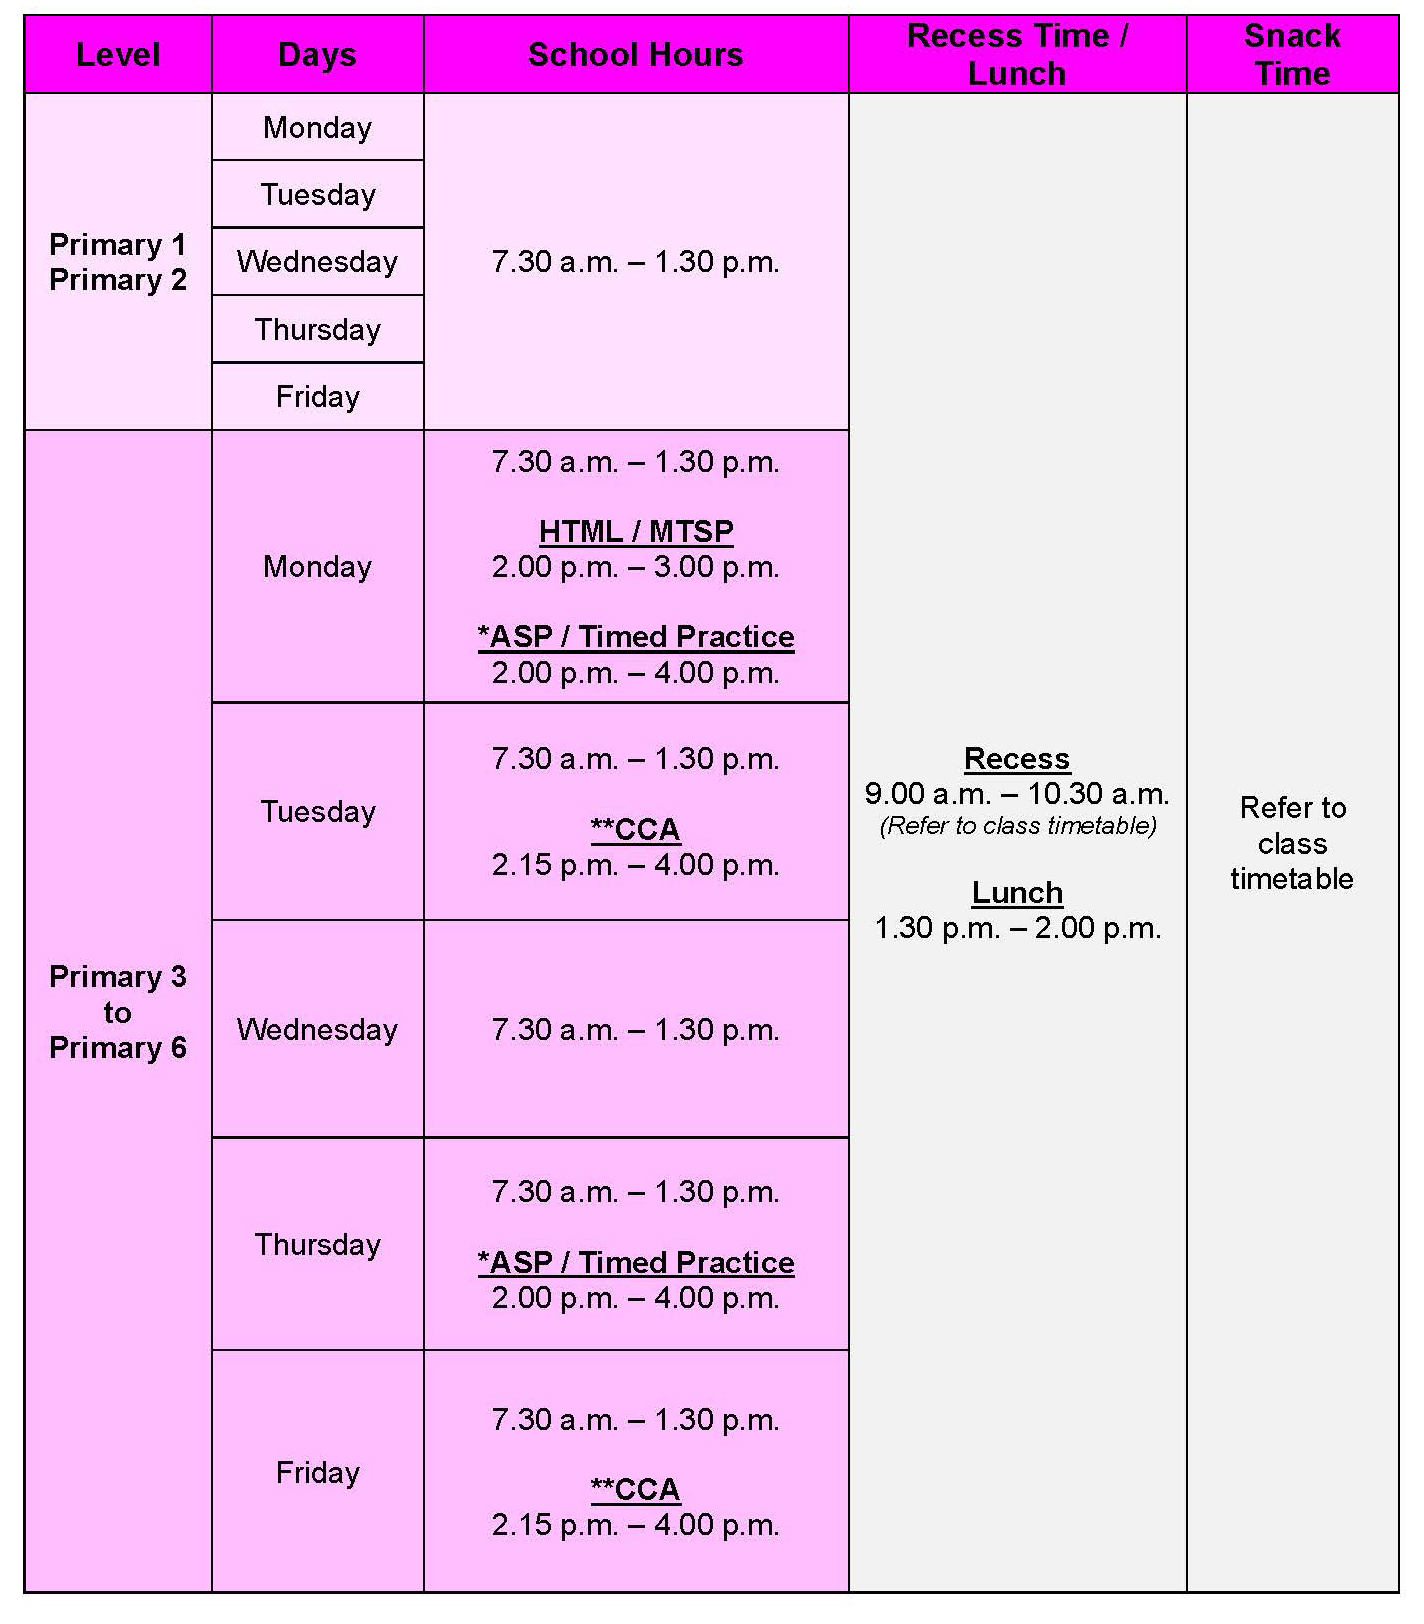 Level
Days
School Hours
Recess Time /
Lunch
Snack
Time
Primary 1
Primary 2
Monday
Tuesday
Wednesday
Thursday
Friday
7.30 a.m. – 1.30 p.m.
Primary 3
to
Primary 6
Monday
7.30 a.m. – 1.30 p.m.
HTML / MTSP
2.00 p.m. – 3.00 p.m.
*ASP / Timed Practice
2.00 p.m. – 4.00 p.m.
Tuesday
7.30 a.m. – 1.30 p.m.
**CCA
2.15 p.m. – 4.00 p.m.
Wednesday
7.30 a.m. – 1.30 p.m.
Thursday
7.30 a.m. – 1.30 p.m.
*ASP / Timed Practice
2.00 p.m. – 4.00 p.m.
Friday
7.30 a.m. – 1.30 p.m.
**CCA
2.15 p.m. – 4.00 p.m.
Recess
9.00 a.m. – 10.30 a.m.
(Refer to class timetable)
Lunch
1.30 p.m. – 2.00 p.m.
Refer to
class
timetable